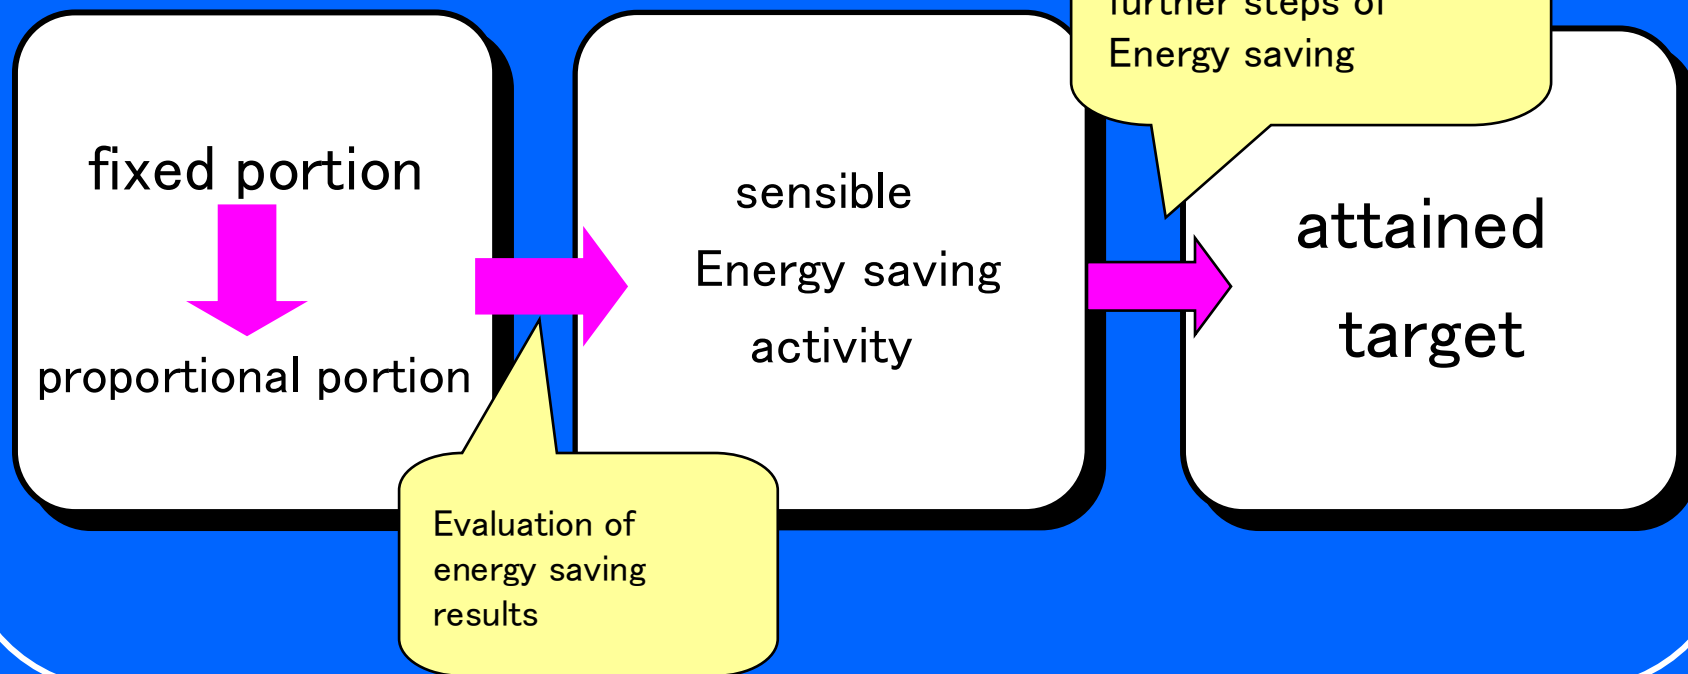 fixed portion
proportional portion
sensible
Energy saving
activity
further steps of
Energy saving
attained
target
Evaluation of
energy saving
results